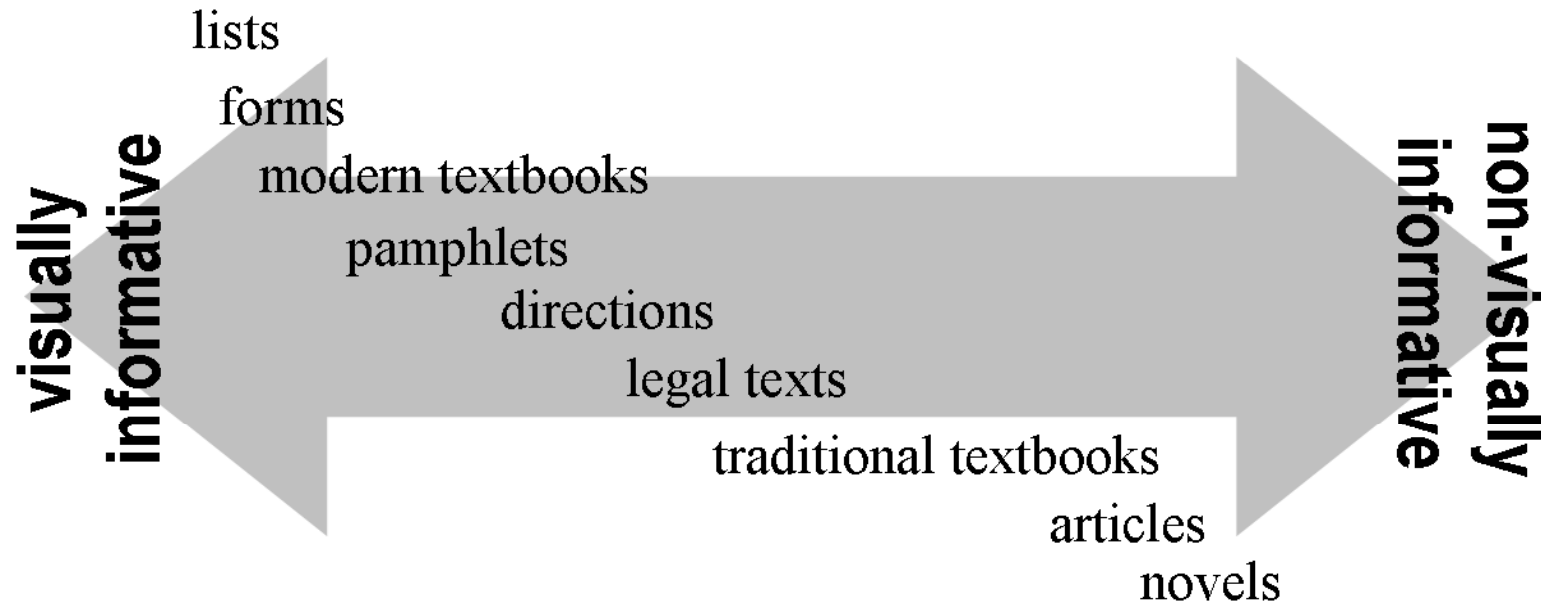 visually
informative
lists
forms
modern textbooks
pamphlets
directions
legal texts
traditional textbooks
articles
novels
non-visually
informative